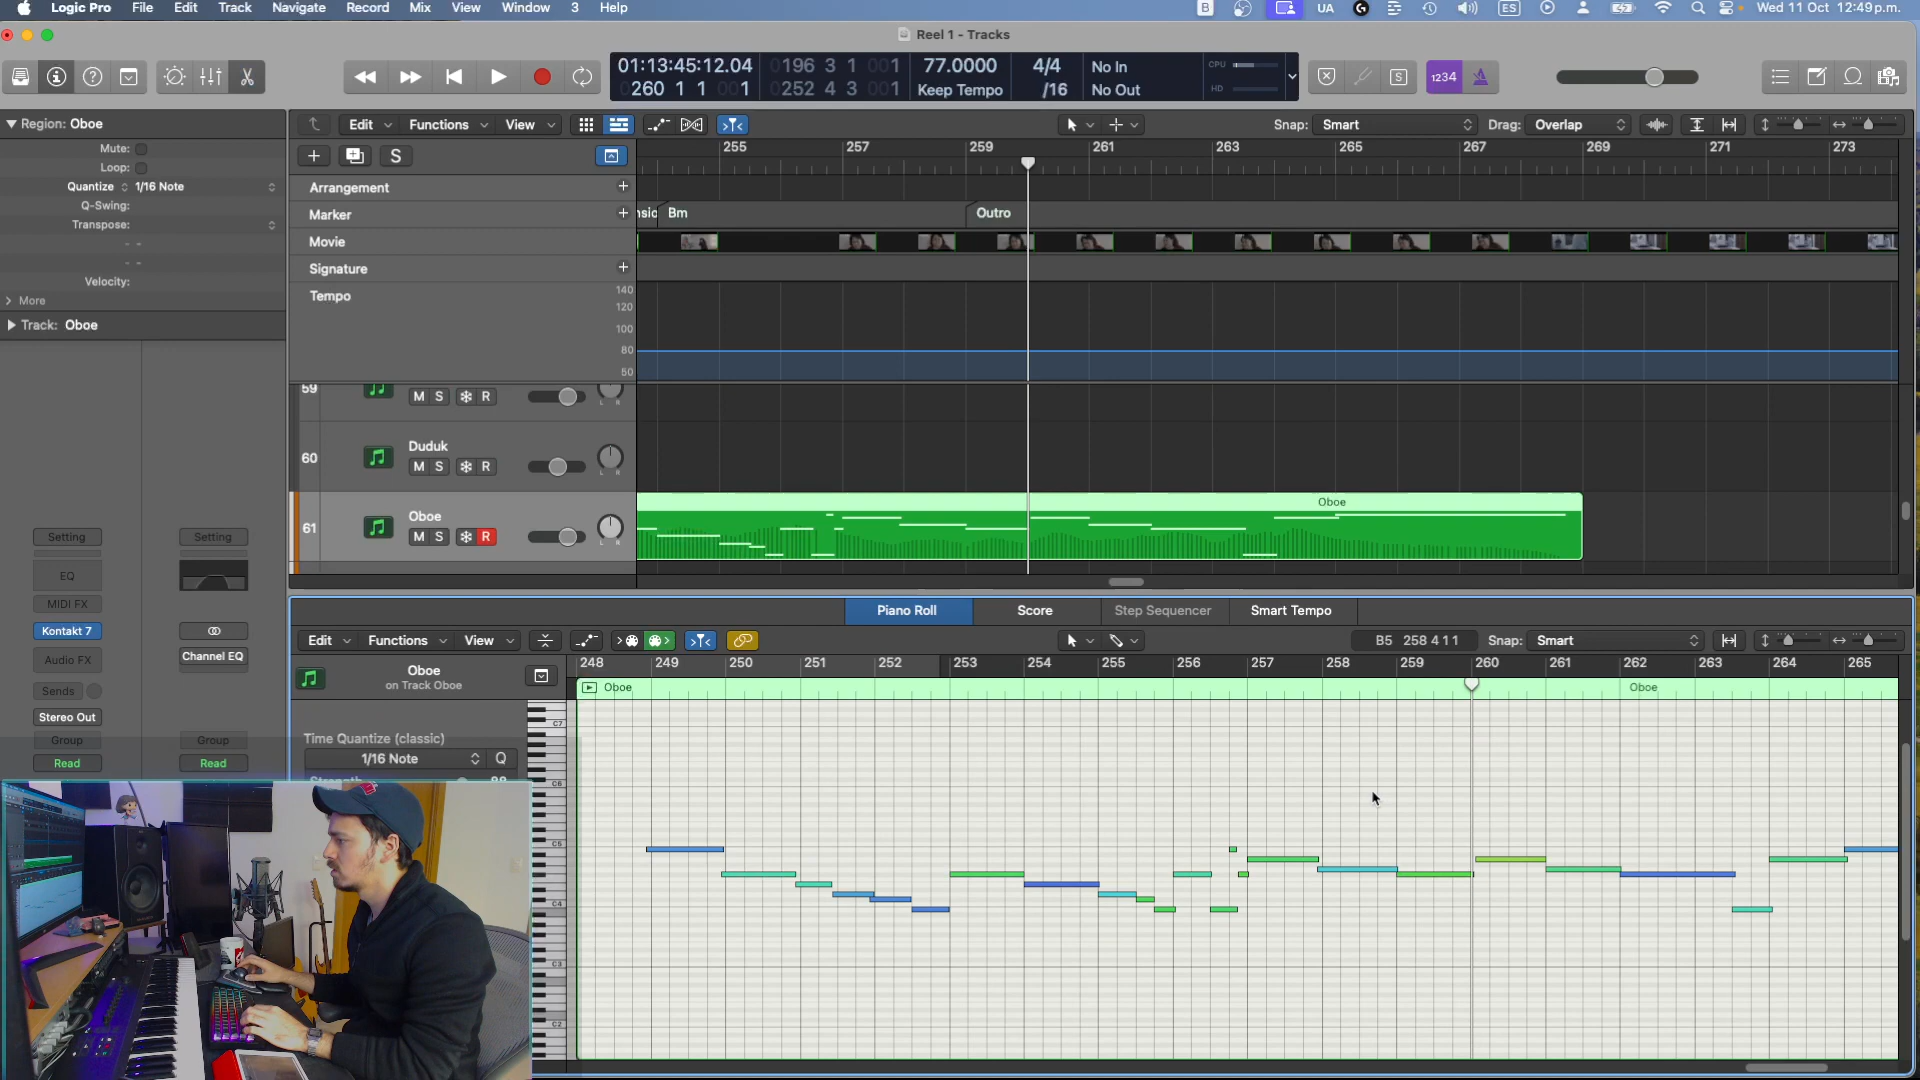 Logic Pro File Edit Track Navigate Record Mix View Window 3 Help
B UA ES Wed 11 Oct 12:49 p.m.
Reel 1 - Tracks
01:13:45:12.04 0196 3 1 001 77.0000 4/4 No In CPU
0260 1 1 001 0252 4 3 001 Keep Tempo /16 No Out HD
S 1234
Region: Oboe
Mute:
Loop:
Quantize 1/16 Note
Q-Swing:
Transpose:
Velocity:
More
Track: Oboe
Edit Functions View Snap: Smart Drag: Overlap
S 255 257 259 261 263 265 267 269 271 273
Arrangement
Marker Bm Outro
Movie
Signature
Tempo 140
120
100
80
50
59 M S R L R
60 Duduk
M S R L R
61 Oboe
M S R L R
Oboe
Setting Setting
EQ
MIDI FX
Kontakt 7
Audio FX Channel EQ
Sends
Stereo Out
Group Group
Read Read
Piano Roll Score Step Sequencer Smart Tempo
Edit Functions View B5 258 4 1 1 Snap: Smart
Oboe
on Track Oboe
248 249 250 251 252 253 254 255 256 257 258 259 260 261 262 263 264 265
Oboe Oboe
Time Quantize (classic)
1/16 Note Q
C7
C6
C5
C4
C3
C2